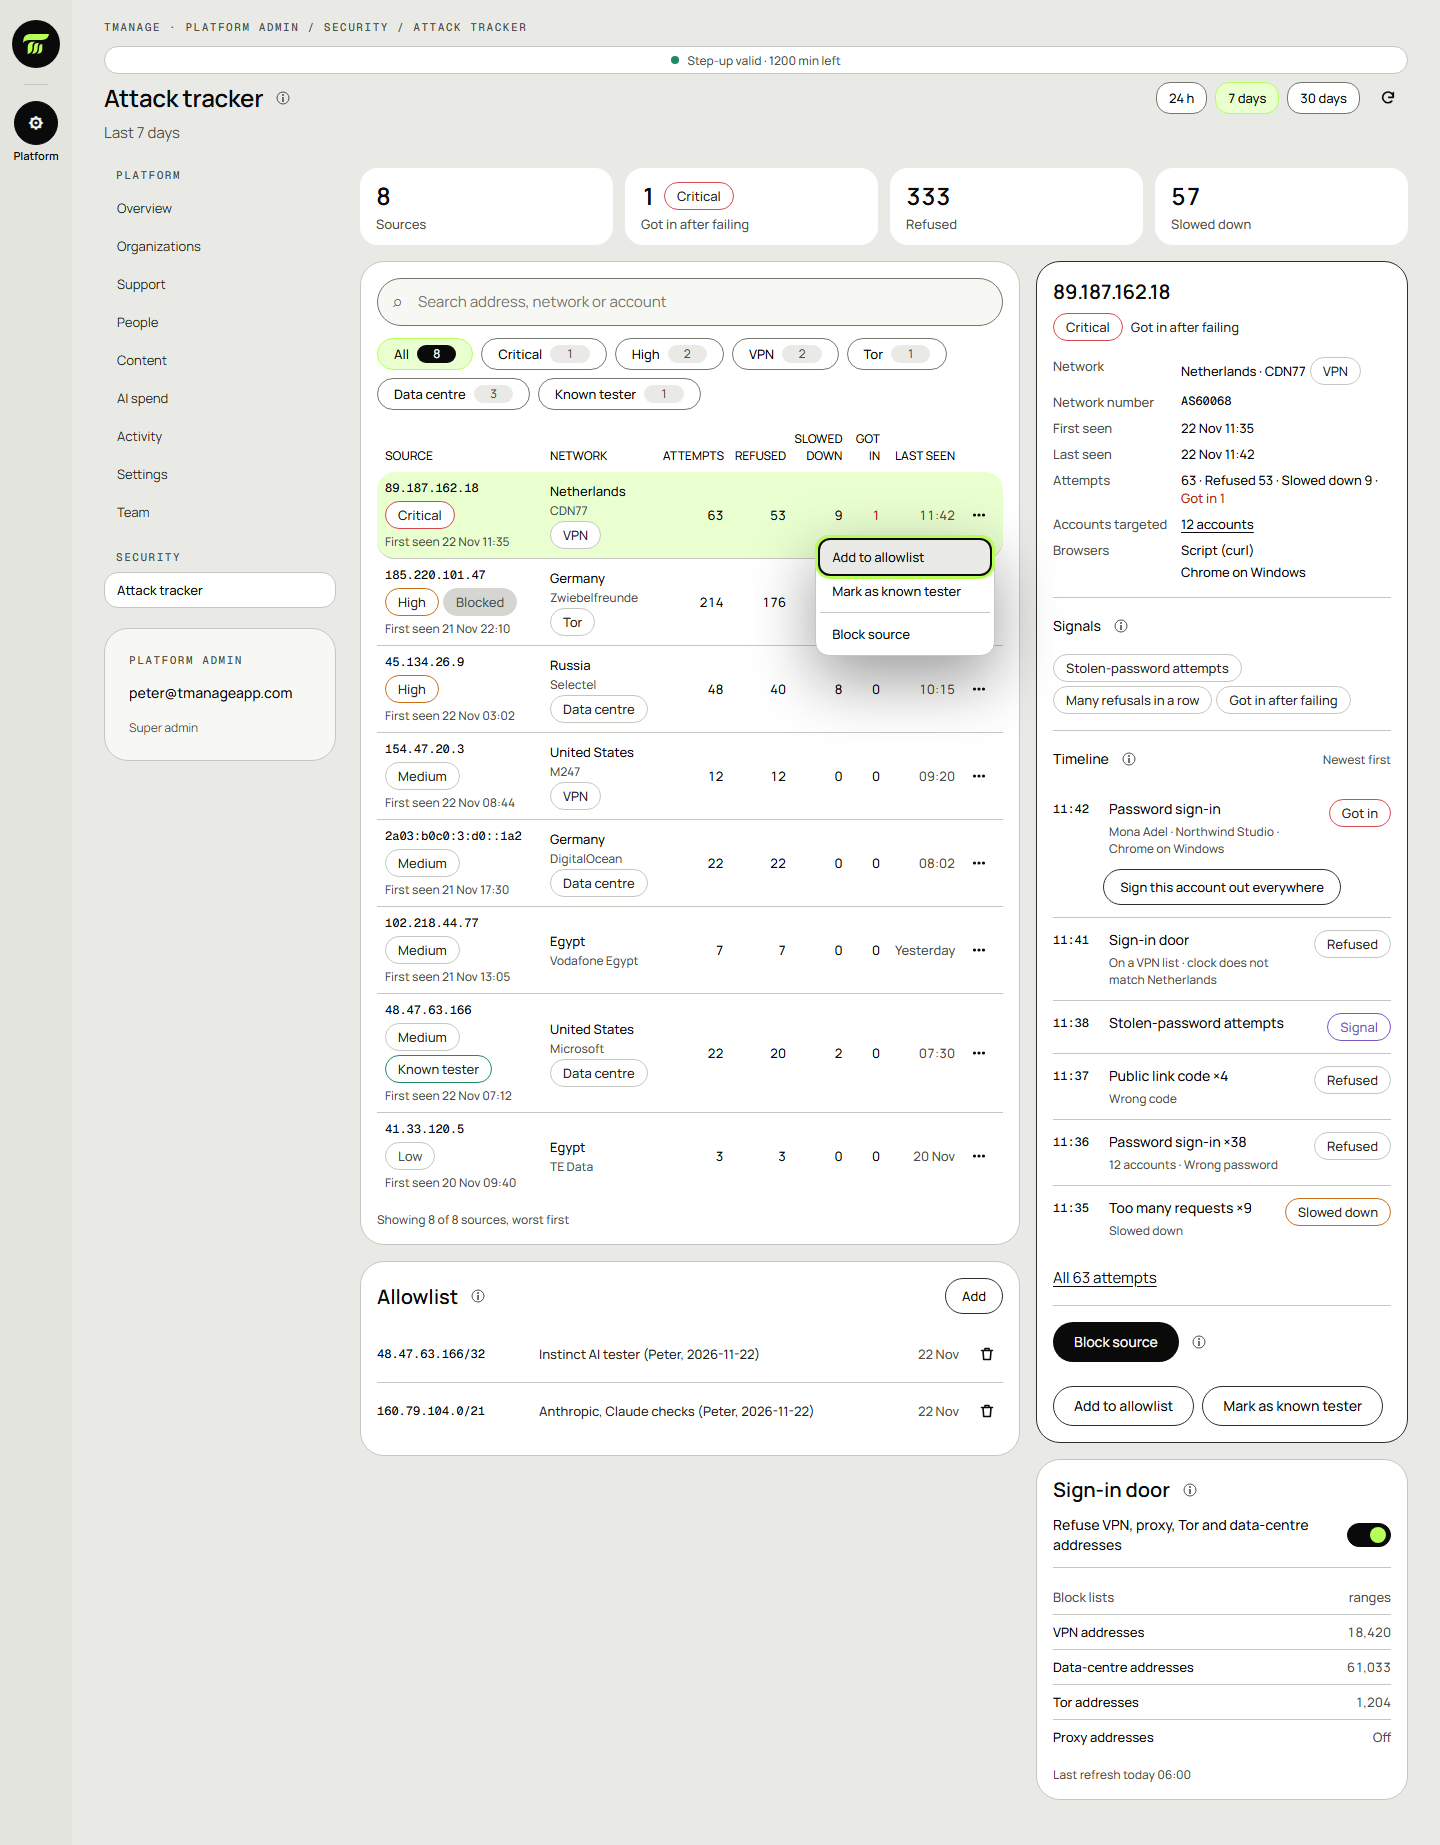 TMANAGE · PLATFORM ADMIN / SECURITY / ATTACK TRACKER
Step-up valid · 1200 min left
Attack tracker
24 h
7 days
30 days
Last 7 days
Platform
PLATFORM
Overview
Organizations
Support
People
Content
AI spend
Activity
Settings
Team
SECURITY
Attack tracker
PLATFORM ADMIN
peter@tmanageapp.com
Super admin
8
Sources
1 Critical
Got in after failing
333
Refused
57
Slowed down
Search address, network or account
All 8
Critical 1
High 2
VPN 2
Tor 1
Data centre 3
Known tester 1
SOURCE NETWORK ATTEMPTS REFUSED SLOWED DOWN GOT IN LAST SEEN
89.187.162.18
Critical
First seen 22 Nov 11:35
Netherlands
CDN77
VPN
63 53 9 1 11:42
Add to allowlist
Mark as known tester
Block source
185.220.101.47
High Blocked
First seen 21 Nov 22:10
Germany
Zwiebelfreunde
Tor
214 176
45.134.26.9
High
First seen 22 Nov 03:02
Russia
Selectel
Data centre
48 40 8 0 10:15
154.47.20.3
Medium
First seen 22 Nov 08:44
United States
M247
VPN
12 12 0 0 09:20
2a03:b0c0:3:d0::1a2
Medium
First seen 21 Nov 17:30
Germany
DigitalOcean
Data centre
22 22 0 0 08:02
102.218.44.77
Medium
First seen 21 Nov 13:05
Egypt
Vodafone Egypt
7 7 0 0 Yesterday
48.47.63.166
Medium
Known tester
First seen 22 Nov 07:12
United States
Microsoft
Data centre
22 20 2 0 07:30
41.33.120.5
Low
First seen 20 Nov 09:40
Egypt
TE Data
3 3 0 0 20 Nov
Showing 8 of 8 sources, worst first
Allowlist
Add
48.47.63.166/32 Instinct AI tester (Peter, 2026-11-22) 22 Nov
160.79.104.0/21 Anthropic, Claude checks (Peter, 2026-11-22) 22 Nov
89.187.162.18
Critical Got in after failing
Network Netherlands · CDN77 VPN
Network number AS60068
First seen 22 Nov 11:35
Last seen 22 Nov 11:42
Attempts 63 · Refused 53 · Slowed down 9 ·
Got in 1
Accounts targeted 12 accounts
Browsers Script (curl)
Chrome on Windows
Signals
Stolen-password attempts
Many refusals in a row
Got in after failing
Timeline
Newest first
11:42 Password sign-in Got in
Mona Adel · Northwind Studio ·
Chrome on Windows
Sign this account out everywhere
11:41 Sign-in door Refused
On a VPN list · clock does not
match Netherlands
11:38 Stolen-password attempts Signal
11:37 Public link code ×4 Refused
Wrong code
11:36 Password sign-in ×38 Refused
12 accounts · Wrong password
11:35 Too many requests ×9 Slowed down
Slowed down
All 63 attempts
Block source
Add to allowlist
Mark as known tester
Sign-in door
Refuse VPN, proxy, Tor and data-centre
addresses
Block lists ranges
VPN addresses 18,420
Data-centre addresses 61,033
Tor addresses 1,204
Proxy addresses Off
Last refresh today 06:00